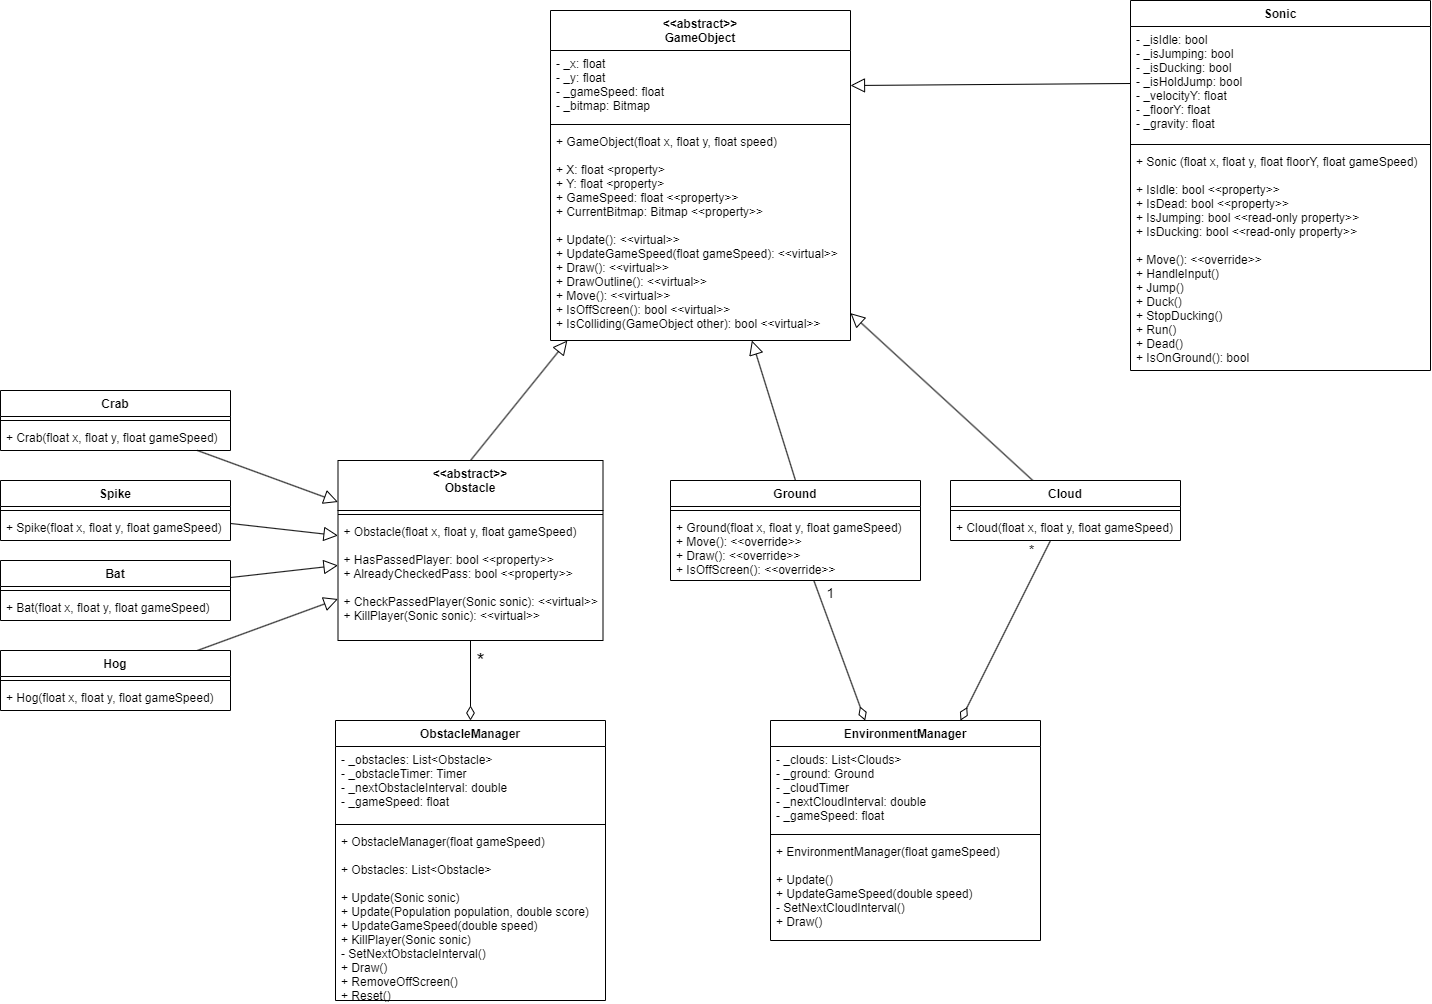 <<abstract>>
GameObject
- _x: float
- _y: float
- _gameSpeed: float
- _bitmap: Bitmap
+ GameObject(float x, float y, float speed)
+ X: float <property>
+ Y: float <property>
+ GameSpeed: float <<property>>
+ CurrentBitmap: Bitmap <<property>>
+ Update(): <<virtual>>
+ UpdateGameSpeed(float gameSpeed): <<virtual>>
+ Draw(): <<virtual>>
+ DrawOutline(): <<virtual>>
+ Move(): <<virtual>>
+ IsOffScreen(): bool <<virtual>>
+ IsColliding(GameObject other): bool <<virtual>>
Sonic
- _isIdle: bool
- _isJumping: bool
- _isDucking: bool
- _isHoldJump: bool
- _velocityY: float
- _floorY: float
- _gravity: float
+ Sonic (float x, float y, float floorY, float gameSpeed)
+ IsIdle: bool <<property>>
+ IsDead: bool <<property>>
+ IsJumping: bool <<read-only property>>
+ IsDucking: bool <<read-only property>>
+ Move(): <<override>>
+ HandleInput()
+ Jump()
+ Duck()
+ StopDucking()
+ Run()
+ Dead()
+ IsOnGround(): bool
Crab
+ Crab(float x, float y, float gameSpeed)
Spike
+ Spike(float x, float y, float gameSpeed)
Bat
+ Bat(float x, float y, float gameSpeed)
Hog
+ Hog(float x, float y, float gameSpeed)
<<abstract>>
Obstacle
+ Obstacle(float x, float y, float gameSpeed)
+ HasPassedPlayer: bool <<property>>
+ AlreadyCheckedPass: bool <<property>>
+ CheckPassedPlayer(Sonic sonic): <<virtual>>
+ KillPlayer(Sonic sonic): <<virtual>>
*
Ground
+ Ground(float x, float y, float gameSpeed)
+ Move(): <<override>>
+ Draw(): <<override>>
+ IsOffScreen(): <<override>>
1
Cloud
+ Cloud(float x, float y, float gameSpeed)
*
ObstacleManager
- _obstacles: List<Obstacle>
- _obstacleTimer: Timer
- _nextObstacleInterval: double
- _gameSpeed: float
+ ObstacleManager(float gameSpeed)
+ Obstacles: List<Obstacle>
+ Update(Sonic sonic)
+ Update(Population population, double score)
+ UpdateGameSpeed(double speed)
+ KillPlayer(Sonic sonic)
- SetNextObstacleInterval()
+ Draw()
+ RemoveOffScreen()
+ Reset()
EnvironmentManager
- _clouds: List<Clouds>
- _ground: Ground
- _cloudTimer
- _nextCloudInterval: double
- _gameSpeed: float
+ EnvironmentManager(float gameSpeed)
+ Update()
+ UpdateGameSpeed(double speed)
- SetNextCloudInterval()
+ Draw()